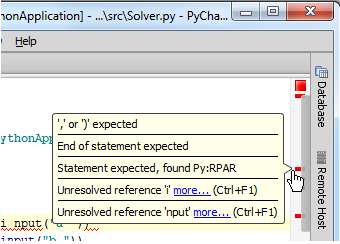 thonApplication] - ...\src\Solver.py - PyCha...
Help
',' or ')' expected
End of statement expected
Statement expected, found Py:RPAR
Unresolved reference 'i' more... (Ctrl+F1)
Unresolved reference 'nput' more... (Ctrl+F1)
ythonApp
i nput("a "))
input("b "))
Database
Remote Host